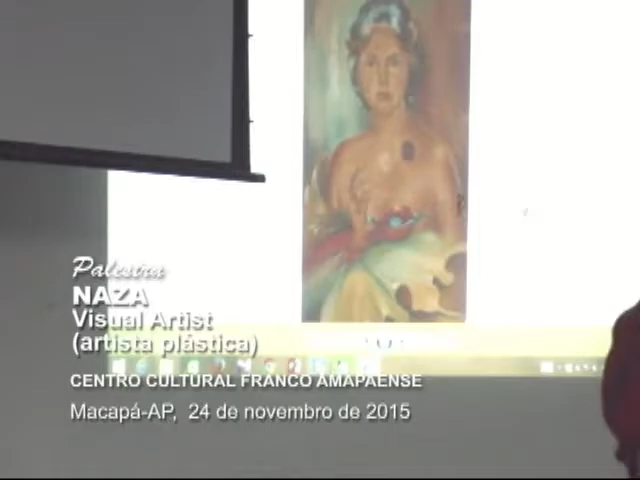 Palestra
NAZA
Visual Artist
(artista plástica)
CENTRO CULTURAL FRANCO AMAPAENSE
Macapá-AP, 24 de novembro de 2015